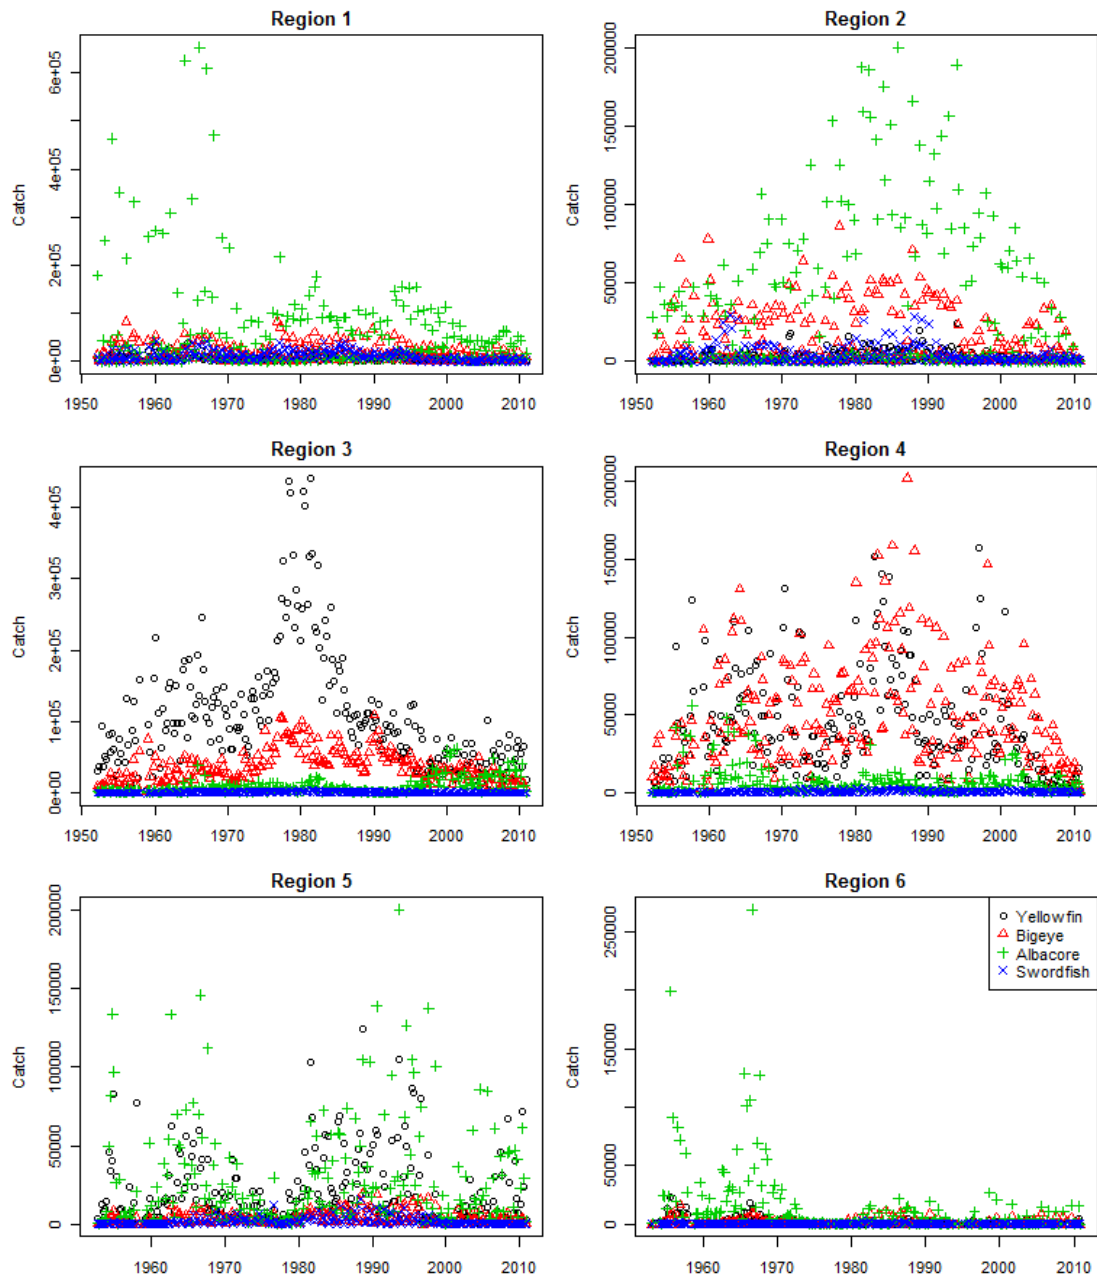 Region 1
Catch
6e+05
4e+05
2e+05
0e+00
1950 1960 1970 1980 1990 2000 2010
Region 2
Catch
200000
150000
100000
50000
0
1950 1960 1970 1980 1990 2000 2010
Region 3
Catch
4e+05
3e+05
2e+05
1e+05
0e+00
1950 1960 1970 1980 1990 2000 2010
Region 4
Catch
200000
150000
100000
50000
0
1950 1960 1970 1980 1990 2000 2010
Region 5
Catch
200000
150000
100000
50000
0
1960 1970 1980 1990 2000 2010
Region 6
Catch
250000
150000
50000
0
Yellowfin
Bigeye
Albacore
Swordfish
1960 1970 1980 1990 2000 2010